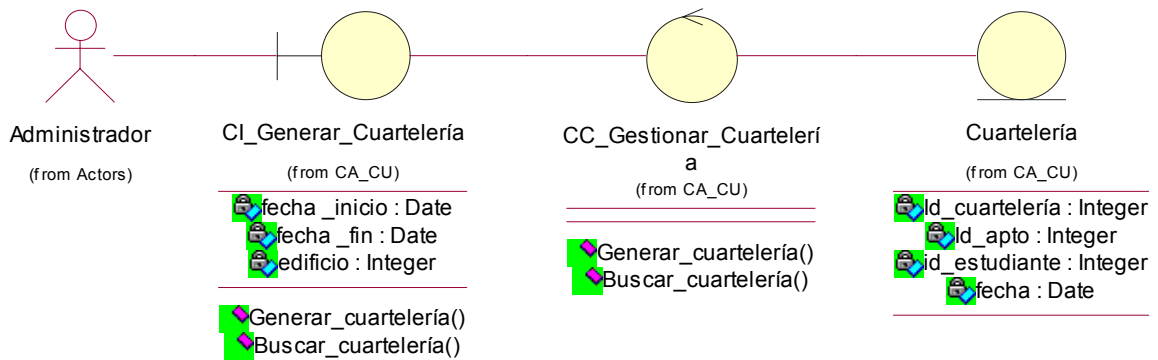 Administrador
(from Actors)
CI_Generar_Cuartelería
(from CA_CU)
fecha _inicio : Date
fecha _fin : Date
edificio : Integer
Generar_cuartelería()
Buscar_cuartelería()
CC_Gestionar_Cuartelerí
a
(from CA_CU)
Generar_cuartelería()
Buscar_cuartelería()
Cuartelería
(from CA_CU)
Id_cuartelería : Integer
Id_apto : Integer
id_estudiante : Integer
fecha : Date